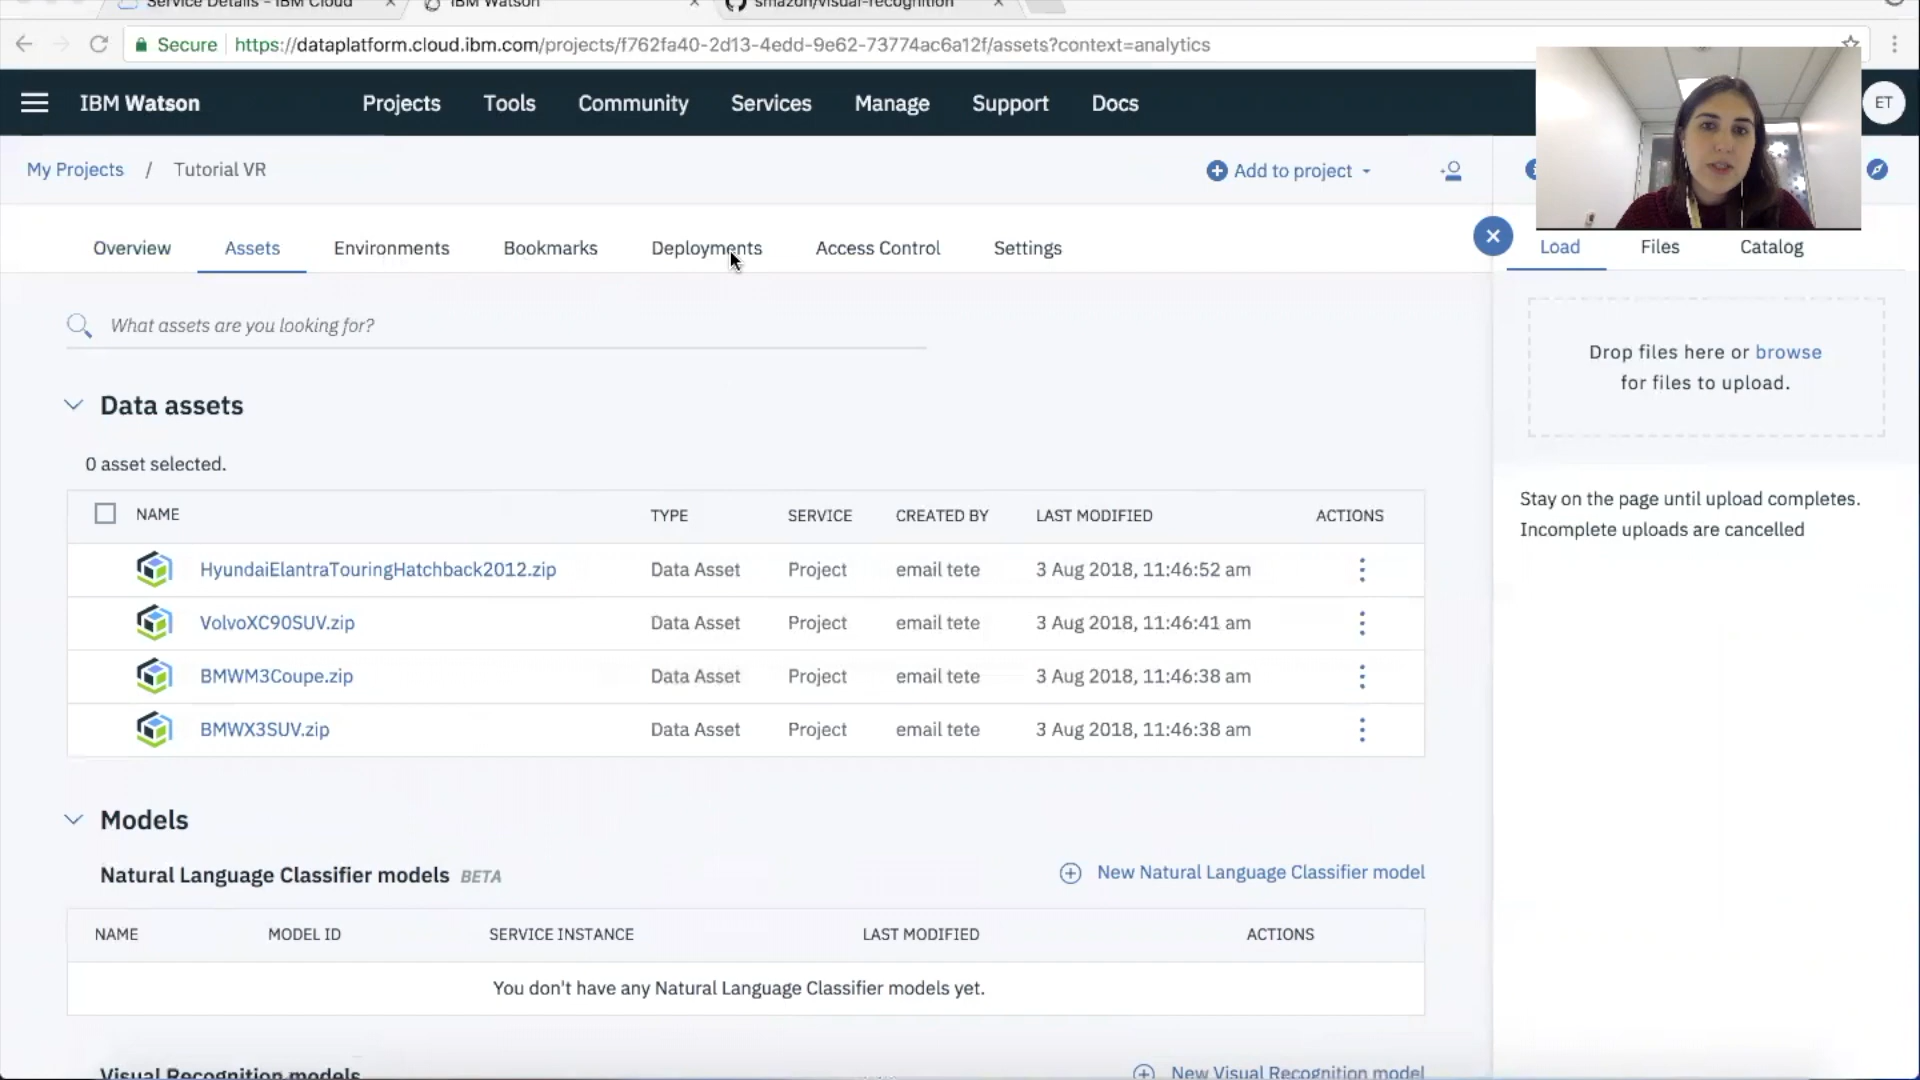 Service Details - IBM Cloud
IBM Watson
smazon/visual-recognition
Secure https://dataplatform.cloud.ibm.com/projects/f762fa40-2d13-4edd-9e62-73774ac6a12f/assets?context=analytics
IBM Watson Projects Tools Community Services Manage Support Docs ET
My Projects / Tutorial VR Add to project
Overview Assets Environments Bookmarks Deployments Access Control Settings
Load Files Catalog
What assets are you looking for?
Drop files here or browse
for files to upload.
Stay on the page until upload completes.
Incomplete uploads are cancelled
Data assets
0 asset selected.
NAME TYPE SERVICE CREATED BY LAST MODIFIED ACTIONS
HyundaiElantraTouringHatchback2012.zip Data Asset Project email tete 3 Aug 2018, 11:46:52 am
VolvoXC90SUV.zip Data Asset Project email tete 3 Aug 2018, 11:46:41 am
BMWM3Coupe.zip Data Asset Project email tete 3 Aug 2018, 11:46:38 am
BMWX3SUV.zip Data Asset Project email tete 3 Aug 2018, 11:46:38 am
Models
Natural Language Classifier models BETA New Natural Language Classifier model
NAME MODEL ID SERVICE INSTANCE LAST MODIFIED ACTIONS
You don't have any Natural Language Classifier models yet.
Visual Recognition models New Visual Recognition model